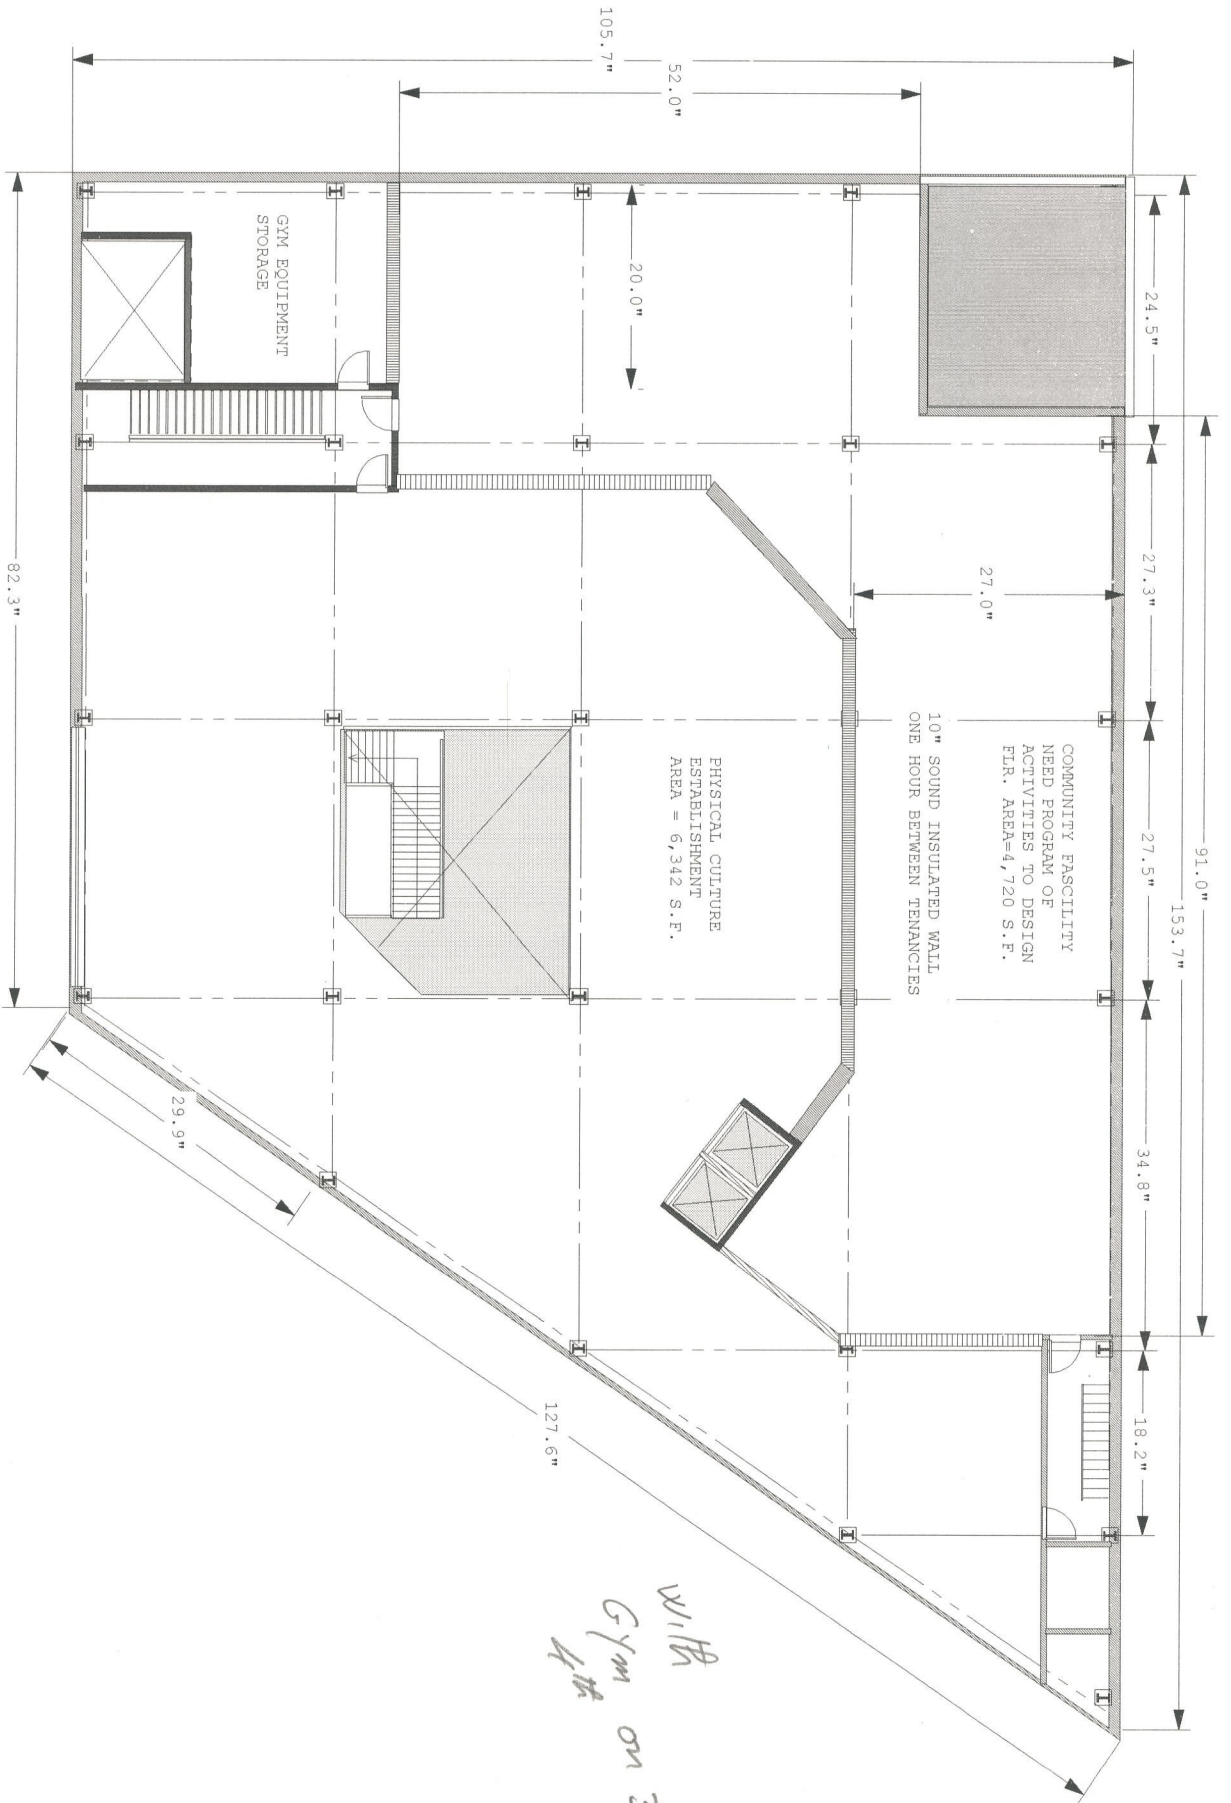 153.7"
91.0"
24.5"
27.3"
27.5"
34.8"
18.2"
105.7"
52.0"
27.0"
20.0"
COMMUNITY FASCILITY
NEED PROGRAM OF
ACTIVITIES TO DESIGN
FLR. AREA=4,720 S.F.
10" SOUND INSULATED WALL
ONE HOUR BETWEEN TENANCIES
PHYSICAL CULTURE
ESTABLISHMENT
AREA = 6,342 S.F.
GYM EQUIPMENT
STORAGE
82.3"
29.9"
127.6"
With
Gym on
4th